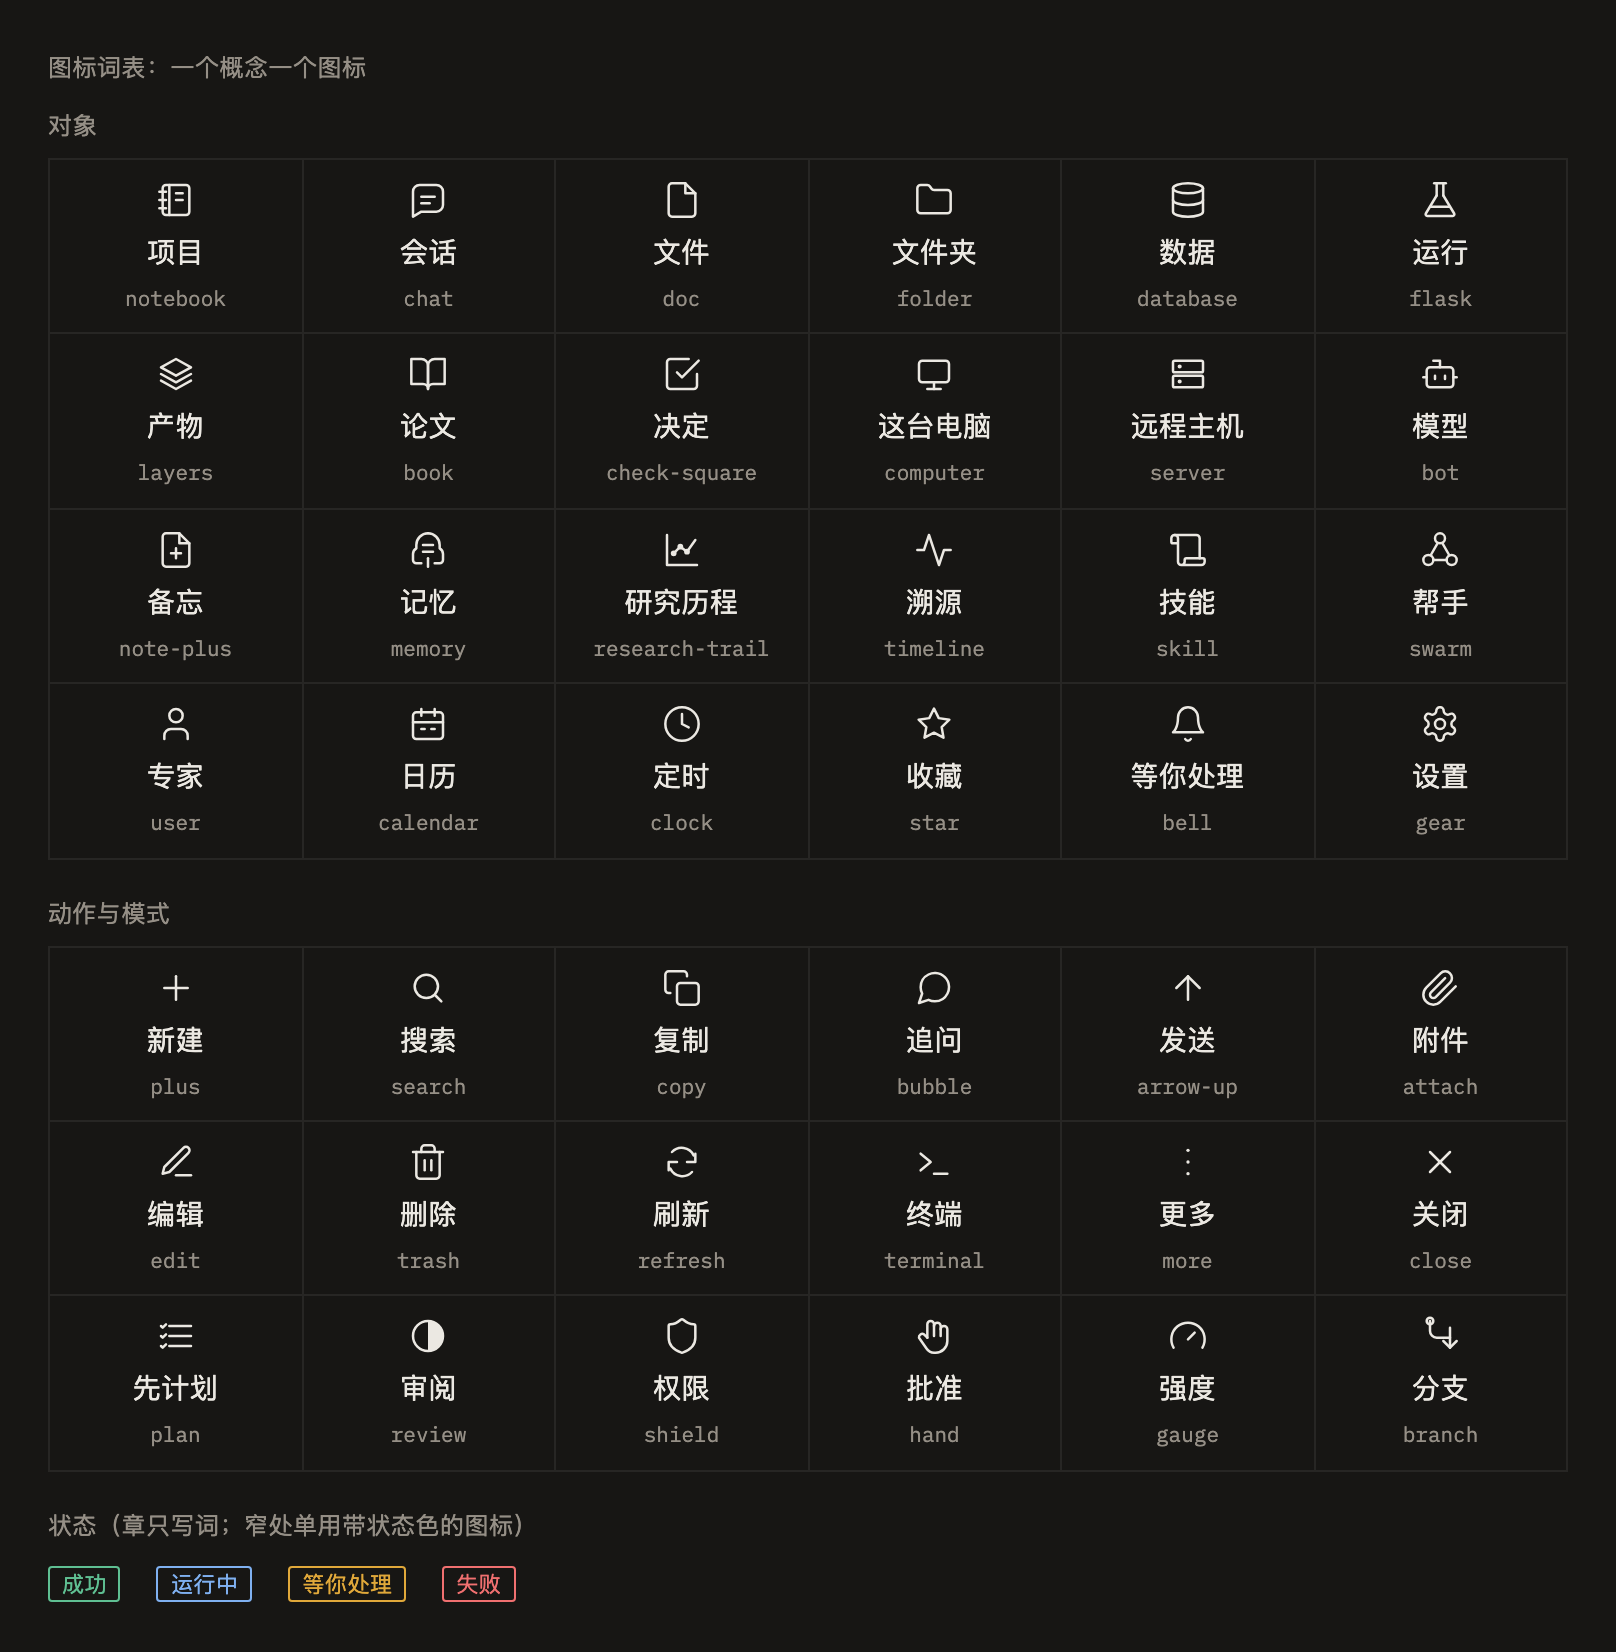 图标词表：一个概念一个图标
对象
项目 会话 文件 文件夹 数据 运行
notebook chat doc folder database flask
产物 论文 决定 这台电脑 远程主机 模型
layers book check-square computer server bot
备忘 记忆 研究历程 溯源 技能 帮手
note-plus memory research-trail timeline skill swarm
专家 日历 定时 收藏 等你处理 设置
user calendar clock star bell gear
动作与模式
新建 搜索 复制 追问 发送 附件
plus search copy bubble arrow-up attach
编辑 删除 刷新 终端 更多 关闭
edit trash refresh terminal more close
先计划 审阅 权限 批准 强度 分支
plan review shield hand gauge branch
状态（章只写词；窄处单用带状态色的图标）
成功 运行中 等你处理 失败